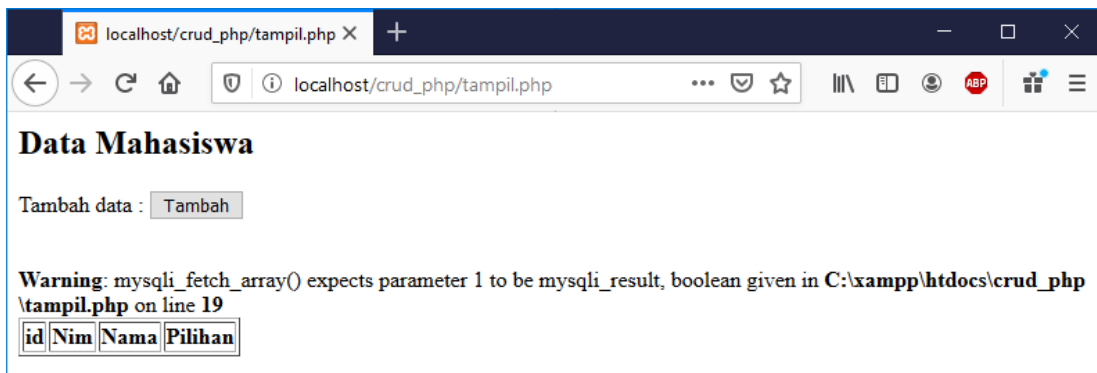 localhost/crud_php/tampil.php
localhost/crud_php/tampil.php
ABP
Data Mahasiswa
Tambah data : Tambah
Warning: mysqli_fetch_array() expects parameter 1 to be mysqli_result, boolean given in C:\xampp\htdocs\crud_php
\tampil.php on line 19
id Nim Nama Pilihan